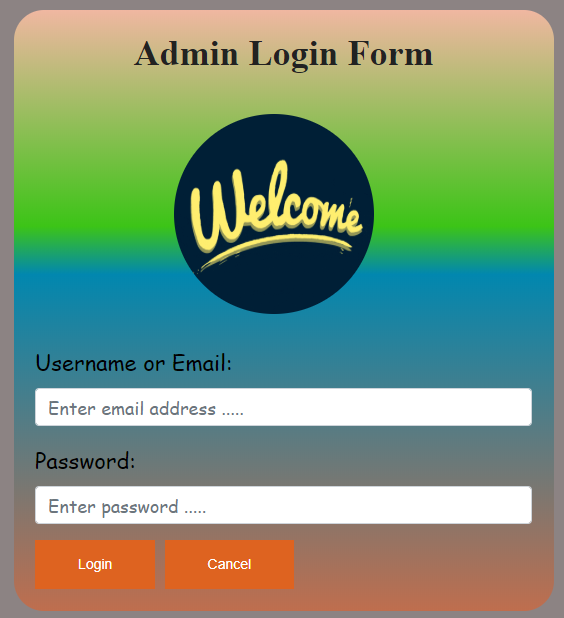 Admin Login Form
Welcome
Username or Email:
Enter email address .....
Password:
Enter password .....
Login Cancel